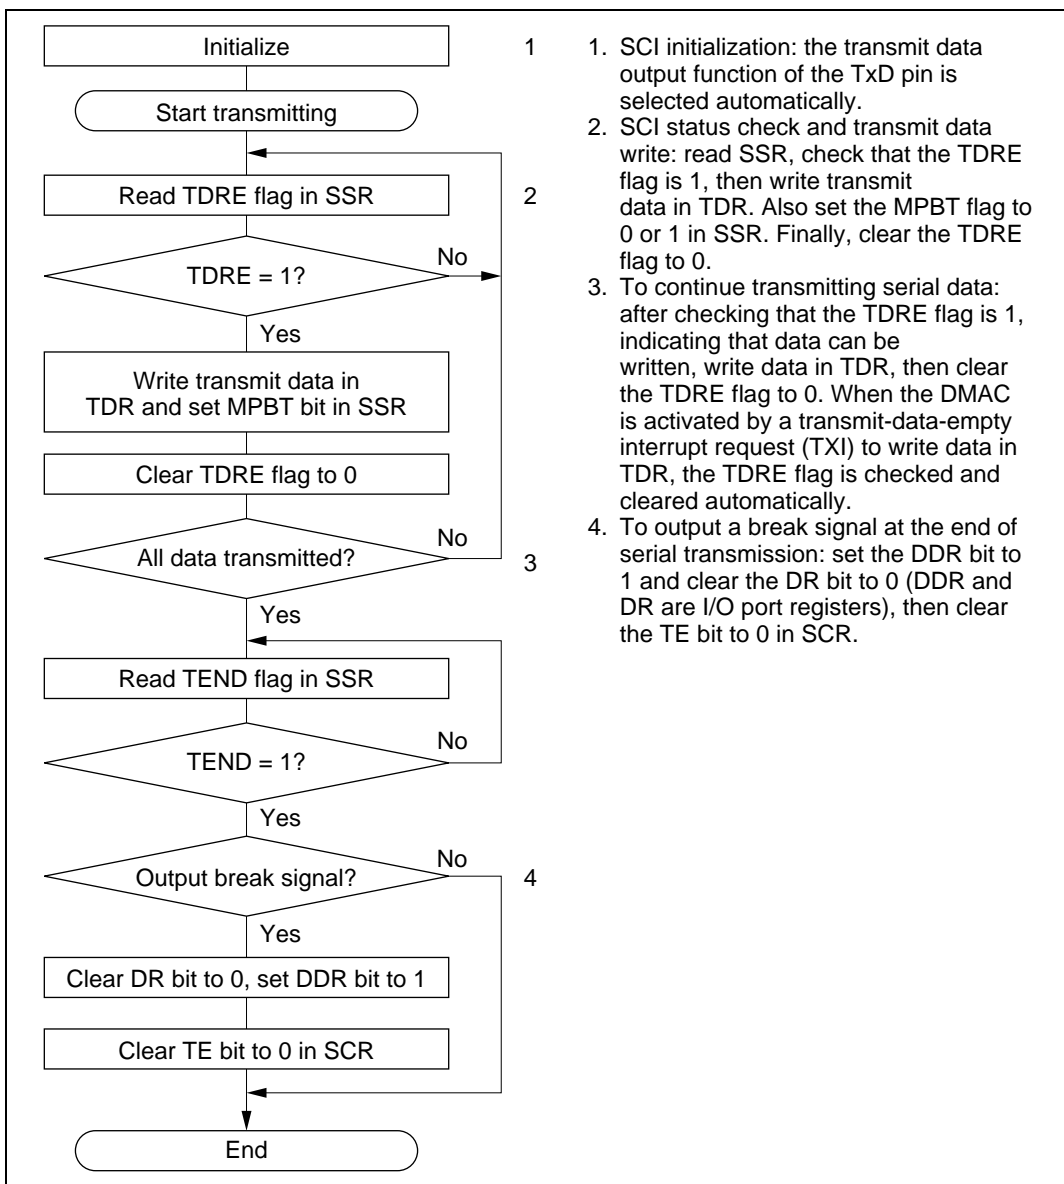 Initialize
1
Start transmitting
Read TDRE flag in SSR
2
TDRE = 1?
No
Yes
Write transmit data in
TDR and set MPBT bit in SSR
Clear TDRE flag to 0
All data transmitted?
No
3
Yes
Read TEND flag in SSR
TEND = 1?
No
Yes
Output break signal?
No
4
Yes
Clear DR bit to 0, set DDR bit to 1
Clear TE bit to 0 in SCR
End
1. SCI initialization: the transmit data
output function of the TxD pin is
selected automatically.
2. SCI status check and transmit data
write: read SSR, check that the TDRE
flag is 1, then write transmit
data in TDR. Also set the MPBT flag to
0 or 1 in SSR. Finally, clear the TDRE
flag to 0.
3. To continue transmitting serial data:
after checking that the TDRE flag is 1,
indicating that data can be
written, write data in TDR, then clear
the TDRE flag to 0. When the DMAC
is activated by a transmit-data-empty
interrupt request (TXI) to write data in
TDR, the TDRE flag is checked and
cleared automatically.
4. To output a break signal at the end of
serial transmission: set the DDR bit to
1 and clear the DR bit to 0 (DDR and
DR are I/O port registers), then clear
the TE bit to 0 in SCR.